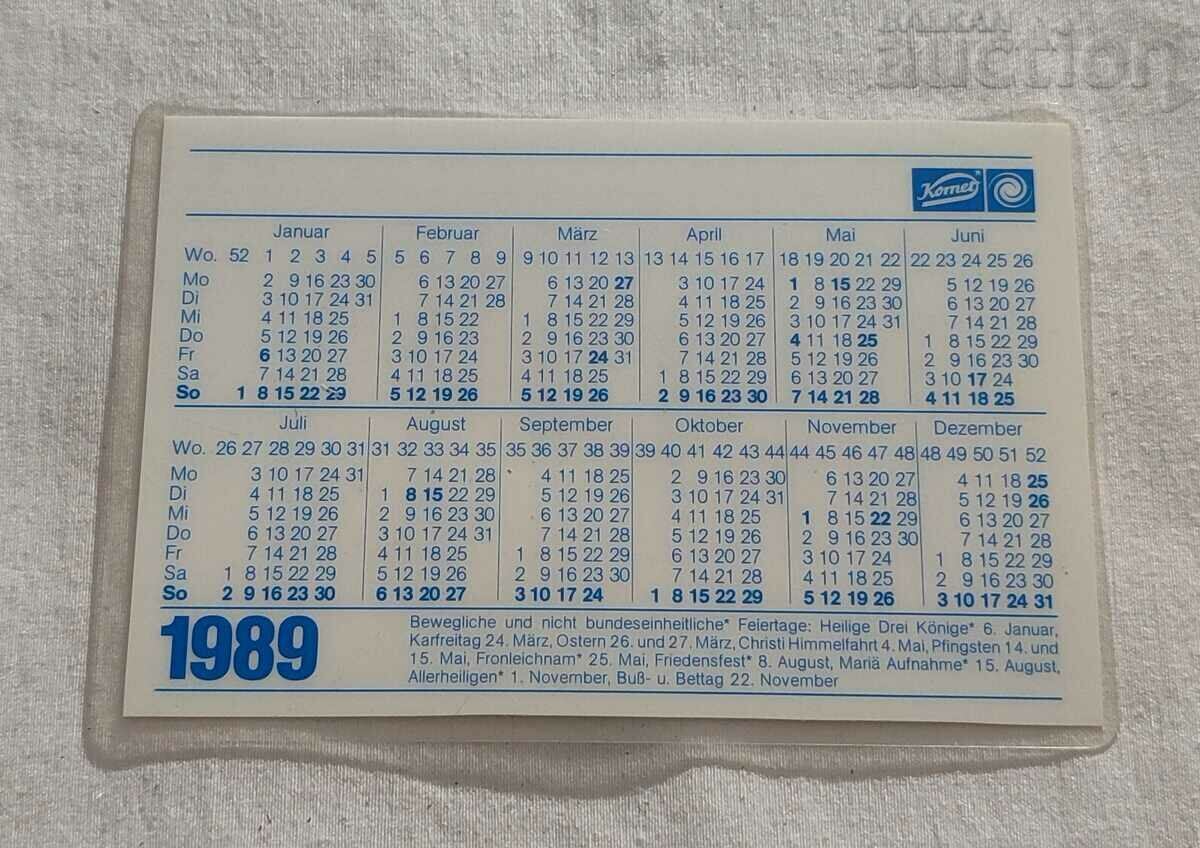 BALKAN
auction
Komet
Januar Februar März April Mai Juni
Wo. 52 1 2 3 4 5 5 6 7 8 9 9 10 11 12 13 13 14 15 16 17 18 19 20 21 22 22 23 24 25 26
Mo 2 9 16 23 30 6 13 20 27 6 13 20 27 3 10 17 24 1 8 15 22 29 5 12 19 26
Di 3 10 17 24 31 7 14 21 28 7 14 21 28 4 11 18 25 2 9 16 23 30 6 13 20 27
Mi 4 11 18 25 1 8 15 22 1 8 15 22 29 5 12 19 26 3 10 17 24 31 7 14 21 28
Do 5 12 19 26 2 9 16 23 2 9 16 23 30 6 13 20 27 4 11 18 25 1 8 15 22 29
Fr 6 13 20 27 3 10 17 24 3 10 17 24 31 7 14 21 28 5 12 19 26 2 9 16 23 30
Sa 7 14 21 28 4 11 18 25 4 11 18 25 1 8 15 22 29 6 13 20 27 3 10 17 24
So 1 8 15 22 29 5 12 19 26 5 12 19 26 2 9 16 23 30 7 14 21 28 4 11 18 25
Juli August September Oktober November Dezember
Wo. 26 27 28 29 30 31 31 32 33 34 35 35 36 37 38 39 39 40 41 42 43 44 44 45 46 47 48 48 49 50 51 52
Mo 3 10 17 24 31 7 14 21 28 4 11 18 25 2 9 16 23 30 6 13 20 27 4 11 18 25
Di 4 11 18 25 1 8 15 22 29 5 12 19 26 3 10 17 24 31 7 14 21 28 5 12 19 26
Mi 5 12 19 26 2 9 16 23 30 6 13 20 27 4 11 18 25 1 8 15 22 29 6 13 20 27
Do 6 13 20 27 3 10 17 24 31 7 14 21 28 5 12 19 26 2 9 16 23 30 7 14 21 28
Fr 7 14 21 28 4 11 18 25 1 8 15 22 29 6 13 20 27 3 10 17 24 1 8 15 22 29
Sa 1 8 15 22 29 5 12 19 26 2 9 16 23 30 7 14 21 28 4 11 18 25 2 9 16 23 30
So 2 9 16 23 30 6 13 20 27 3 10 17 24 1 8 15 22 29 5 12 19 26 3 10 17 24 31
1989
Bewegliche und nicht bundeseinheitliche* Feiertage: Heilige Drei Könige* 6. Januar,
Karfreitag 24. März, Ostern 26. und 27. März, Christi Himmelfahrt 4. Mai, Pfingsten 14. und
15. Mai, Fronleichnam* 25. Mai, Friedensfest* 8. August, Mariä Aufnahme* 15. August,
Allerheiligen* 1. November, Buß- u. Bettag 22. November